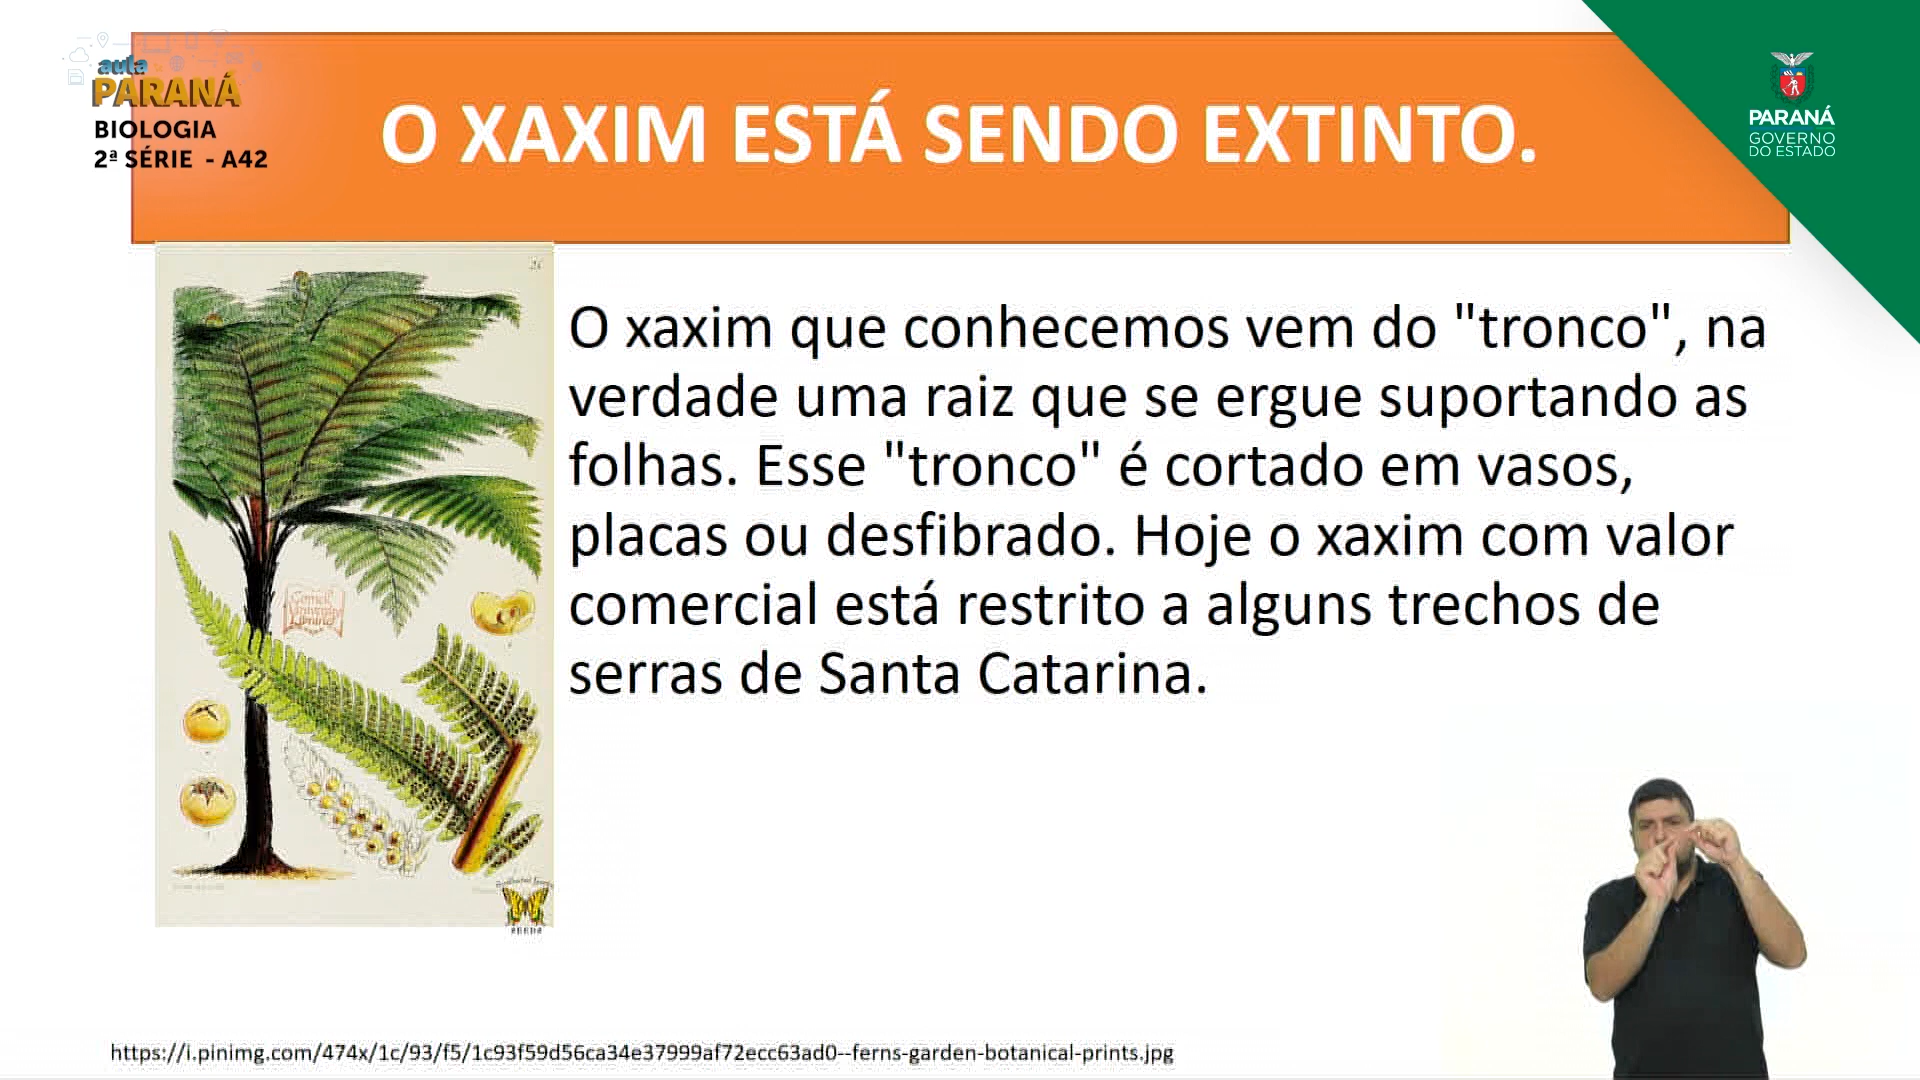 aula
PARANÁ
BIOLOGIA
2ª SÉRIE - A42
O XAXIM ESTÁ SENDO EXTINTO.
PARANÁ
GOVERNO
DO ESTADO
O xaxim que conhecemos vem do "tronco", na
verdade uma raiz que se ergue suportando as
folhas. Esse "tronco" é cortado em vasos,
placas ou desfibrado. Hoje o xaxim com valor
comercial está restrito a alguns trechos de
serras de Santa Catarina.
Cornell
University
Library
https://i.pinimg.com/474x/1c/93/f5/1c93f59d56ca34e37999af72ecc63ad0--ferns-garden-botanical-prints.jpg